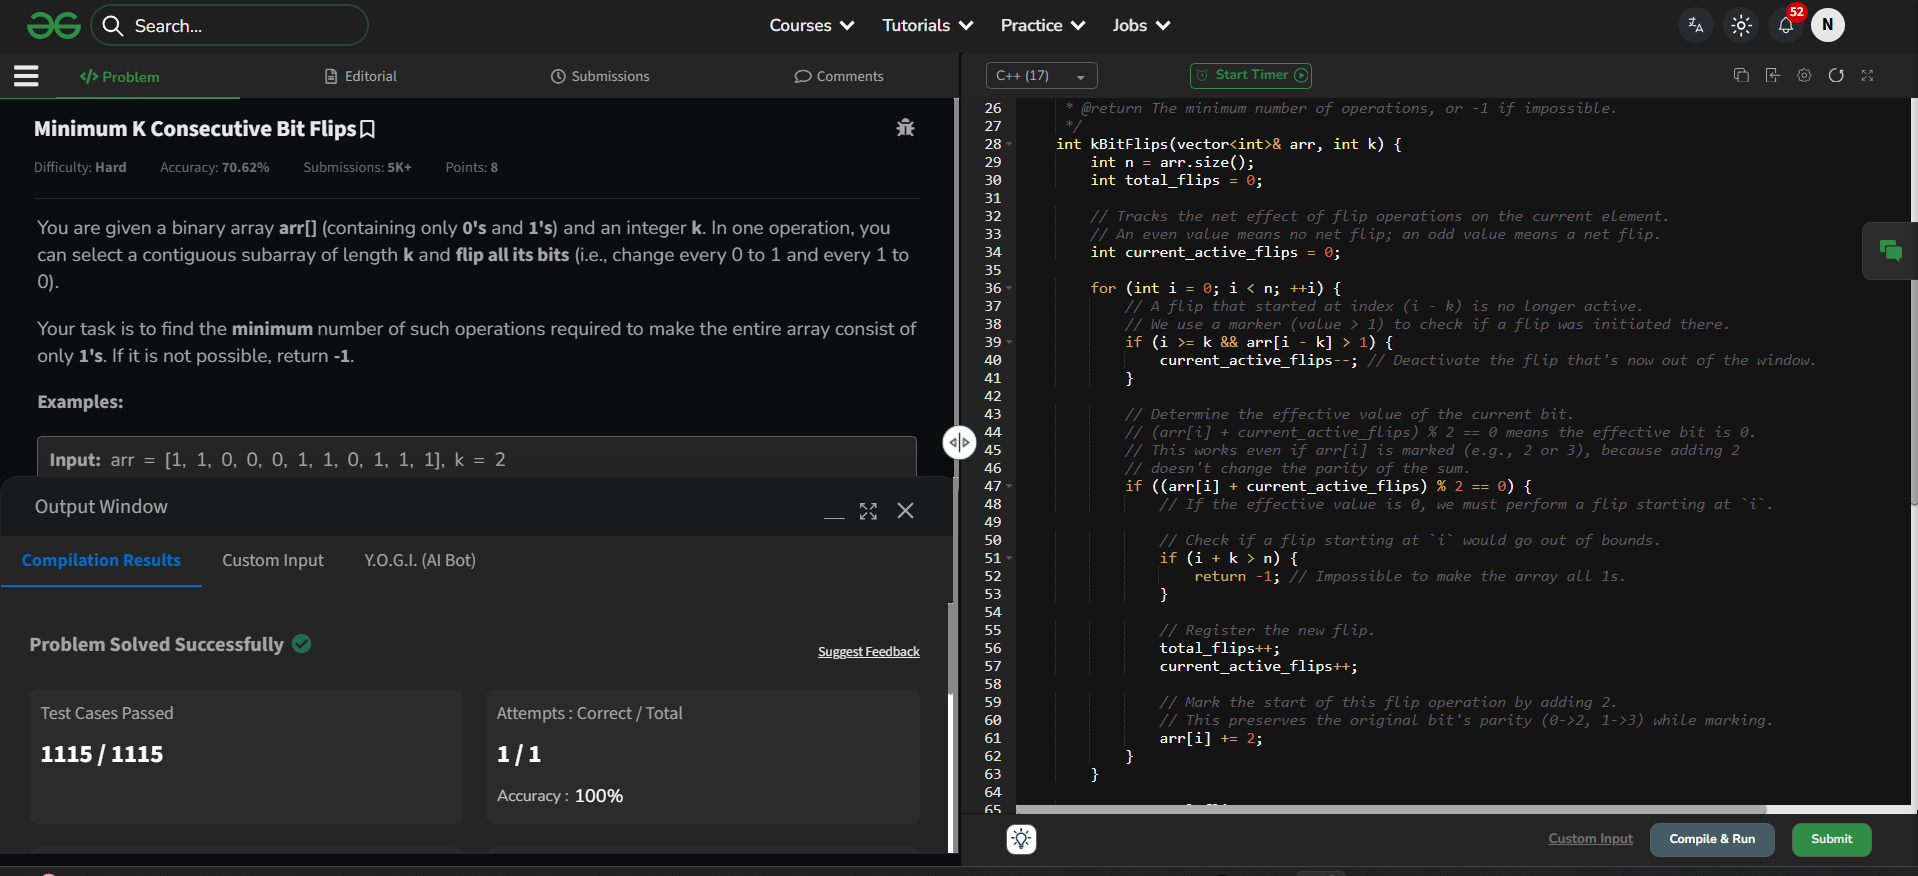 Search...
Courses
Tutorials
Practice
Jobs
52
N
</> Problem
Editorial
Submissions
Comments
C++ (17)
Start Timer
Minimum K Consecutive Bit Flips
Difficulty: Hard
Accuracy: 70.62%
Submissions: 5K+
Points: 8
You are given a binary array arr[] (containing only 0's and 1's) and an integer k. In one operation, you
can select a contiguous subarray of length k and flip all its bits (i.e., change every 0 to 1 and every 1 to
0).
Your task is to find the minimum number of such operations required to make the entire array consist of
only 1's. If it is not possible, return -1.
Examples:
Input: arr = [1, 1, 0, 0, 0, 1, 1, 0, 1, 1, 1], k = 2
Output Window
Compilation Results
Custom Input
Y.O.G.I. (AI Bot)
Problem Solved Successfully
Suggest Feedback
Test Cases Passed
1115 / 1115
Attempts : Correct / Total
1 / 1
Accuracy : 100%
26 * @return The minimum number of operations, or -1 if impossible.
27 */
28 int kBitFlips(vector<int>& arr, int k) {
29 int n = arr.size();
30 int total_flips = 0;
31
32 // Tracks the net effect of flip operations on the current element.
33 // An even value means no net flip; an odd value means a net flip.
34 int current_active_flips = 0;
35
36 for (int i = 0; i < n; ++i) {
37 // A flip that started at index (i - k) is no longer active.
38 // We use a marker (value > 1) to check if a flip was initiated there.
39 if (i >= k && arr[i - k] > 1) {
40 current_active_flips--; // Deactivate the flip that's now out of the window.
41 }
42
43 // Determine the effective value of the current bit.
44 // (arr[i] + current_active_flips) % 2 == 0 means the effective bit is 0.
45 // This works even if arr[i] is marked (e.g., 2 or 3), because adding 2
46 // doesn't change the parity of the sum.
47 if ((arr[i] + current_active_flips) % 2 == 0) {
48 // If the effective value is 0, we must perform a flip starting at `i`.
49
50 // Check if a flip starting at `i` would go out of bounds.
51 if (i + k > n) {
52 return -1; // Impossible to make the array all 1s.
53 }
54
55 // Register the new flip.
56 total_flips++;
57 current_active_flips++;
58
59 // Mark the start of this flip operation by adding 2.
60 // This preserves the original bit's parity (0->2, 1->3) while marking.
61 arr[i] += 2;
62 }
63 }
64
65
Custom Input
Compile & Run
Submit